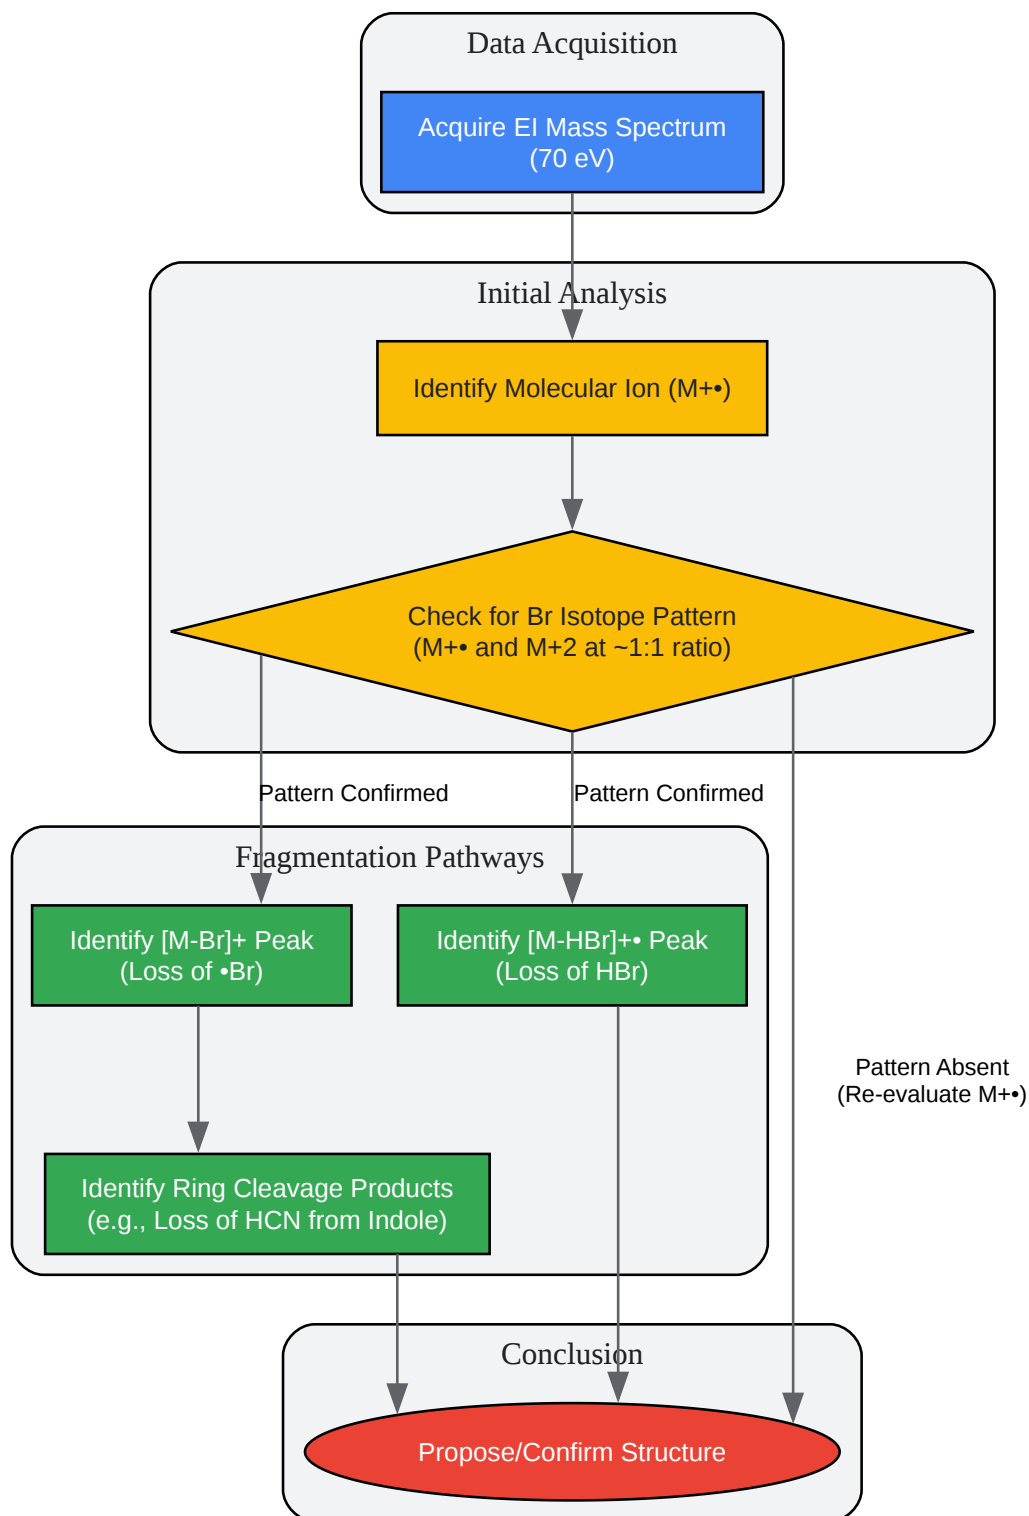 Data Acquisition
Acquire EI Mass Spectrum
(70 eV)
Initial Analysis
Identify Molecular Ion (M+•)
Check for Br Isotope Pattern
(M+• and M+2 at ~1:1 ratio)
Pattern Confirmed
Pattern Confirmed
Fragmentation Pathways
Identify [M-Br]+ Peak
(Loss of •Br)
Identify [M-HBr]+• Peak
(Loss of HBr)
Pattern Absent
(Re-evaluate M+•)
Identify Ring Cleavage Products
(e.g., Loss of HCN from Indole)
Conclusion
Propose/Confirm Structure